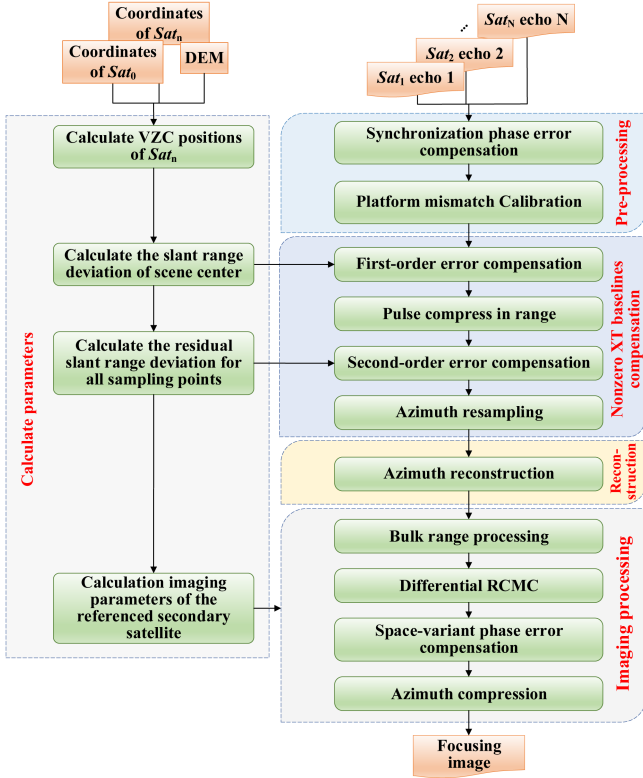 Coordinates
of Satn
Coordinates
of Sat0
DEM
Calculate VZC positions
of Satn
Calculate the slant range
deviation of scene center
Calculate the residual
slant range deviation for
all sampling points
Calculation imaging
parameters of the
referenced secondary
satellite
Calculate parameters
SatN echo N
Sat2 echo 2
Sat1 echo 1
Synchronization phase error
compensation
Platform mismatch Calibration
Pre-processing
First-order error compensation
Pulse compress in range
Second-order error compensation
Azimuth resampling
Nonzero XT baselines
compensation
Azimuth reconstruction
Recon-
struction
Bulk range processing
Differential RCMC
Space-variant phase error
compensation
Azimuth compression
Imaging processing
Focusing
image